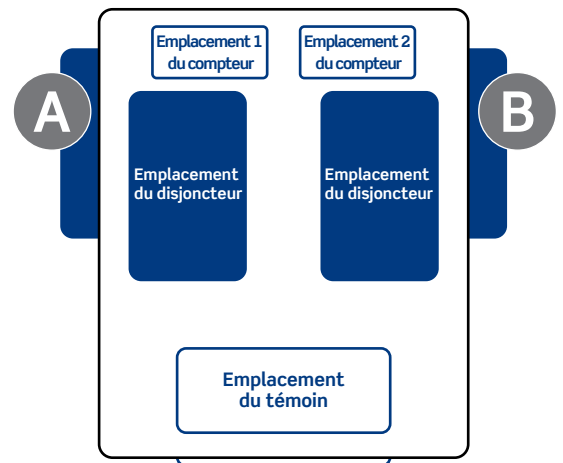 Emplacement 1
du compteur
Emplacement 2
du compteur
A
B
Emplacement
du disjoncteur
Emplacement
du disjoncteur
Emplacement
du témoin